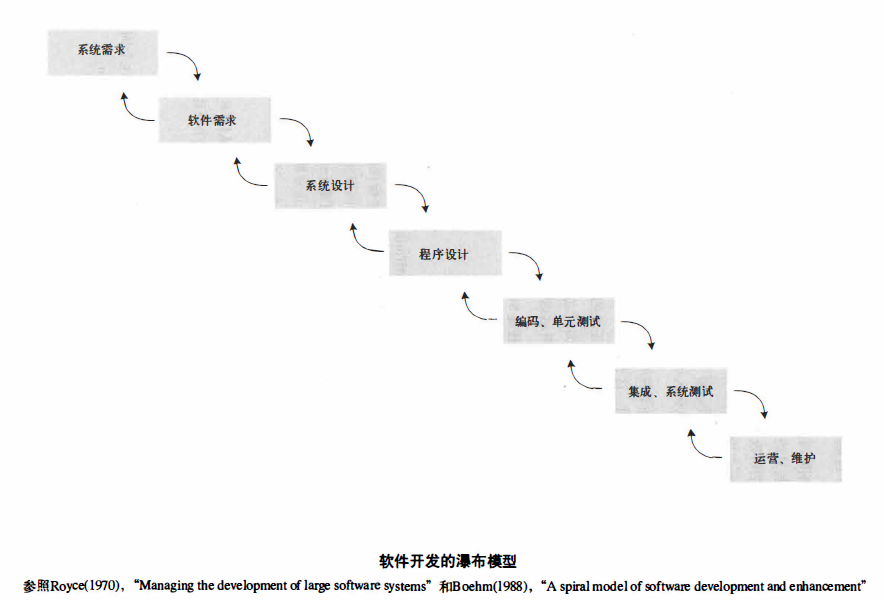 系统需求
软件需求
系统设计
程序设计
编码、单元测试
集成、系统测试
运营、维护
软件开发的瀑布模型
参照Royce(1970)，“Managing the development of large software systems” 和Boehm(1988)，“A spiral model of software development and enhancement”